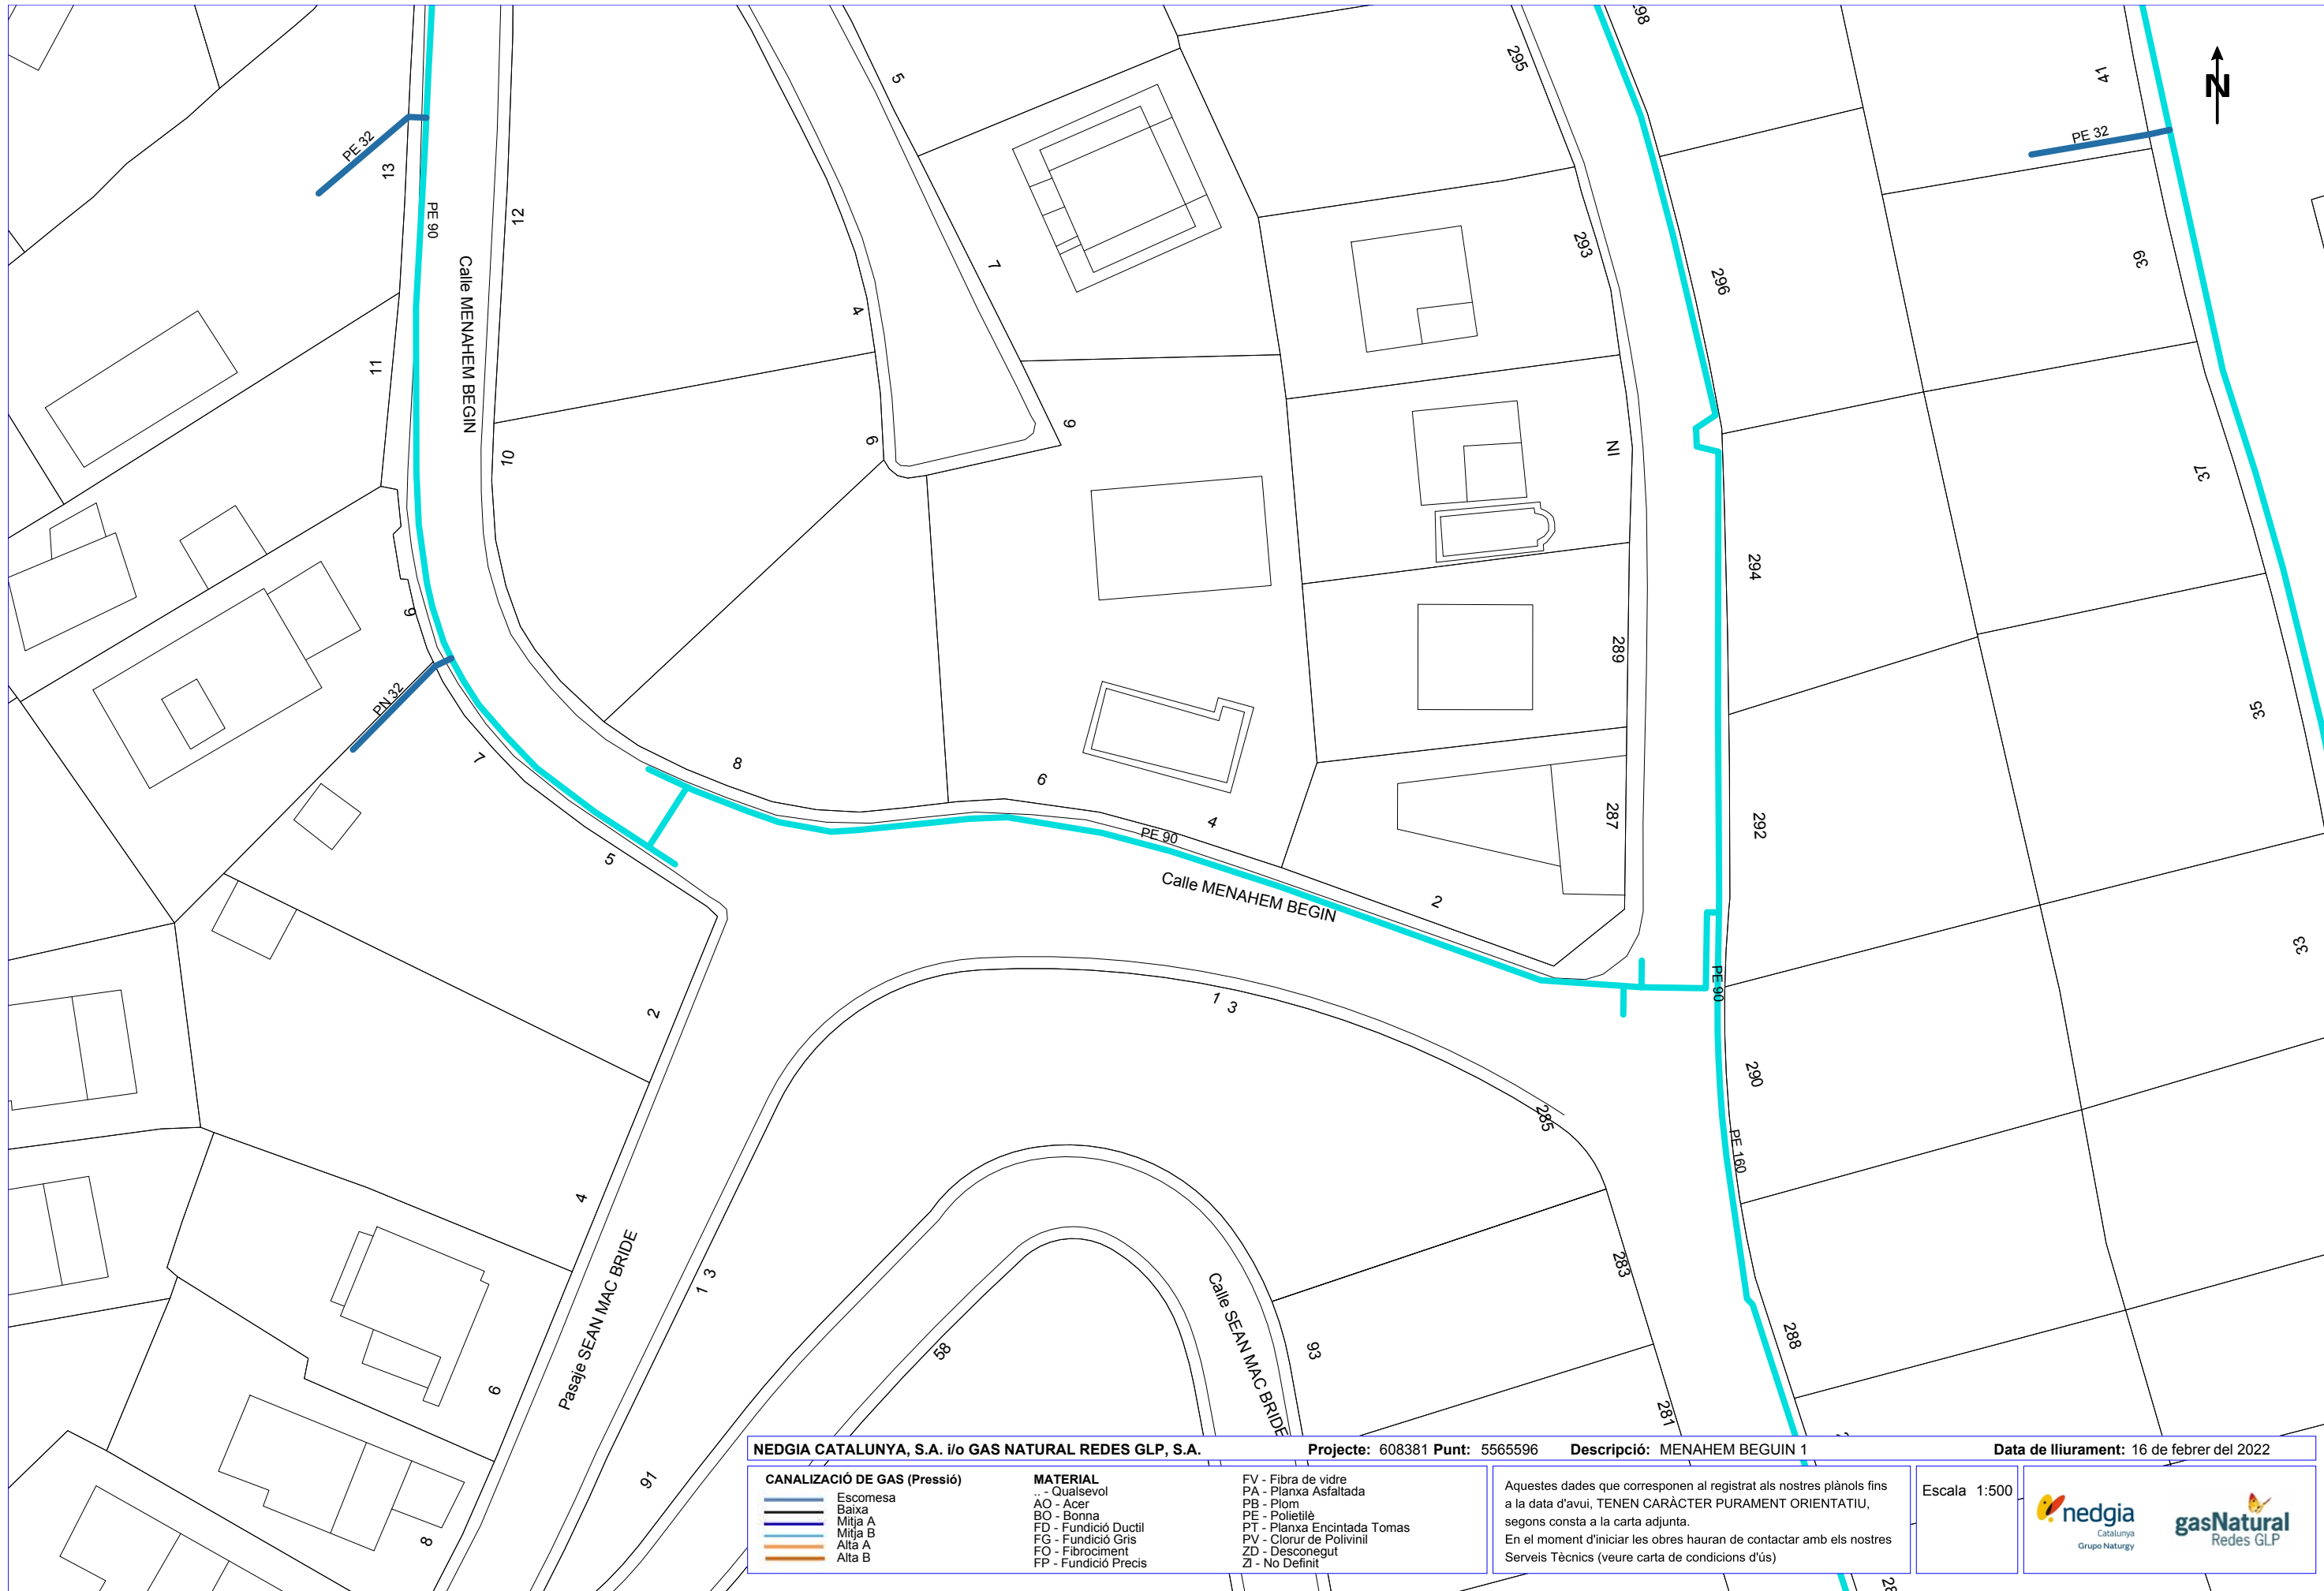 298
5
295
41
N
PE 32
PE 32
13
PE 90
12
Calle MENAHEM BEGIN
7
293
296
39
4
11
9
6
10
NI
37
294
9
289
35
PN 32
7
8
6
4
287
292
PE 90
5
Calle MENAHEM BEGIN
2
33
PE 90
2
1 3
290
285
PE 160
4
Pasaje SEAN MAC BRIDE
1 3
283
Calle SEAN MAC BRIDE
288
58
93
6
281
91
8
NEDGIA CATALUNYA, S.A. i/o GAS NATURAL REDES GLP, S.A. Projecte: 608381 Punt: 5565596 Descripció: MENAHEM BEGUIN 1 Data de lliurament: 16 de febrer del 2022
CANALIZACIÓ DE GAS (Pressió)
Escomesa
Baixa
Mitja A
Mitja B
Alta A
Alta B
MATERIAL
.. - Qualsevol
AO - Acer
BO - Bonna
FD - Fundició Ductil
FG - Fundició Gris
FO - Fibrociment
FP - Fundició Precis
FV - Fibra de vidre
PA - Planxa Asfaltada
PB - Plom
PE - Polietilè
PT - Planxa Encintada Tomas
PV - Clorur de Polivinil
ZD - Desconegut
ZI - No Definit
Aquestes dades que corresponen al registrat als nostres plànols fins
a la data d'avui, TENEN CARÀCTER PURAMENT ORIENTATIU,
segons consta a la carta adjunta.
En el moment d'iniciar les obres hauran de contactar amb els nostres
Serveis Tècnics (veure carta de condicions d'ús)
Escala 1:500
nedgia
Catalunya
Grupo Naturgy
gasNatural
Redes GLP